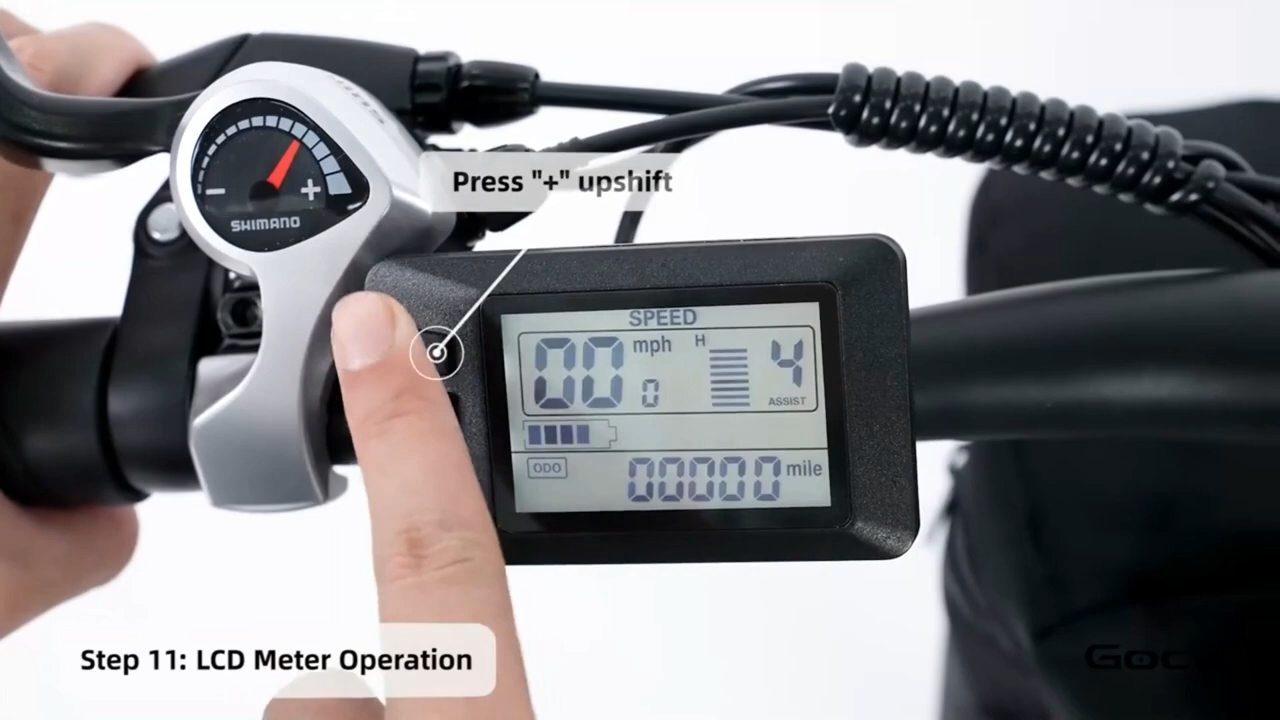 SHIMANO
Press "+" upshift
SPEED
00 mph 0 H 4
ASSIST
ODO
00000 mile
Step 11: LCD Meter Operation